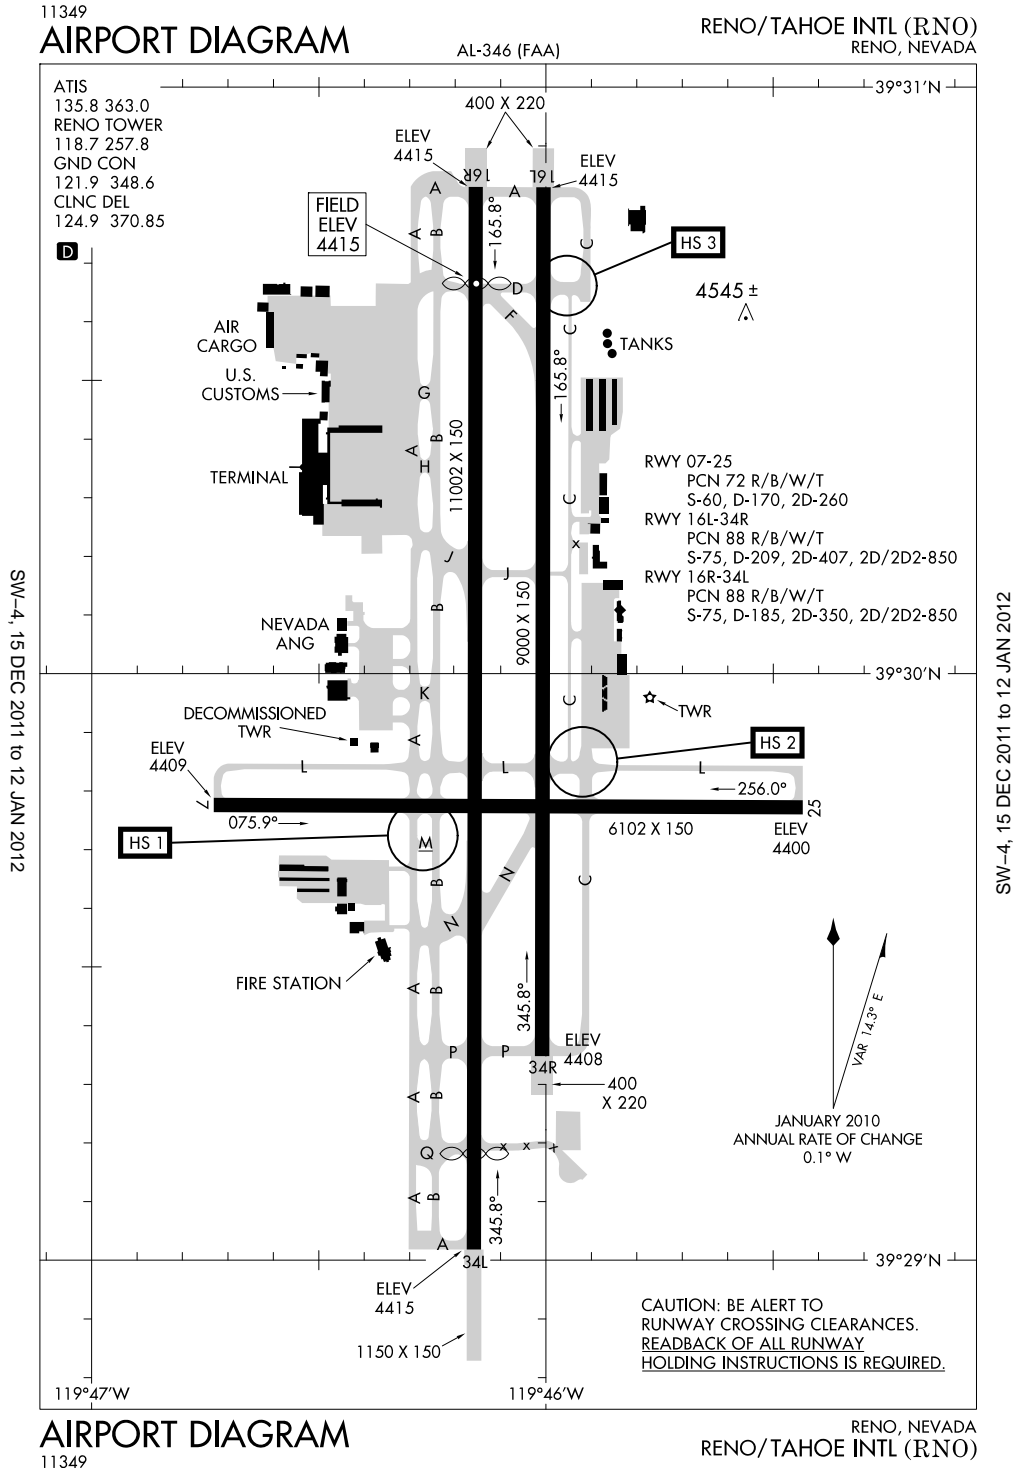 11349
AIRPORT DIAGRAM
AL-346 (FAA)
RENO/TAHOE INTL (RNO)
RENO, NEVADA
ATIS
135.8 363.0
RENO TOWER
118.7 257.8
GND CON
121.9 348.6
CLNC DEL
124.9 370.85
D
39°31'N
400 X 220
ELEV
4415
16R
16L
ELEV
4415
A
A
FIELD
ELEV
4415
A
B
165.8°
C
HS 3
D
F
4545 ±
C
AIR
CARGO
TANKS
U.S.
CUSTOMS
G
165.8°
A
B
H
11002 X 150
TERMINAL
C
RWY 07-25
PCN 72 R/B/W/T
S-60, D-170, 2D-260
RWY 16L-34R
PCN 88 R/B/W/T
S-75, D-209, 2D-407, 2D/2D2-850
RWY 16R-34L
PCN 88 R/B/W/T
S-75, D-185, 2D-350, 2D/2D2-850
x
J
J
9000 X 150
B
NEVADA
ANG
39°30'N
K
C
TWR
DECOMMISSIONED
TWR
A
HS 2
ELEV
4409
L
L
L
256.0°
7
25
075.9°
6102 X 150
ELEV
4400
HS 1
M
B
N
C
N
FIRE STATION
A
B
345.8°
VAR 14.3° E
P
P
34R
ELEV
4408
A
B
400
X 220
JANUARY 2010
ANNUAL RATE OF CHANGE
0.1° W
Q
x x x
A
B
345.8°
A
34L
39°29'N
ELEV
4415
1150 X 150
CAUTION: BE ALERT TO
RUNWAY CROSSING CLEARANCES.
READBACK OF ALL RUNWAY
HOLDING INSTRUCTIONS IS REQUIRED.
119°47'W
119°46'W
SW-4, 15 DEC 2011 to 12 JAN 2012
SW-4, 15 DEC 2011 to 12 JAN 2012
AIRPORT DIAGRAM
11349
RENO, NEVADA
RENO/TAHOE INTL (RNO)